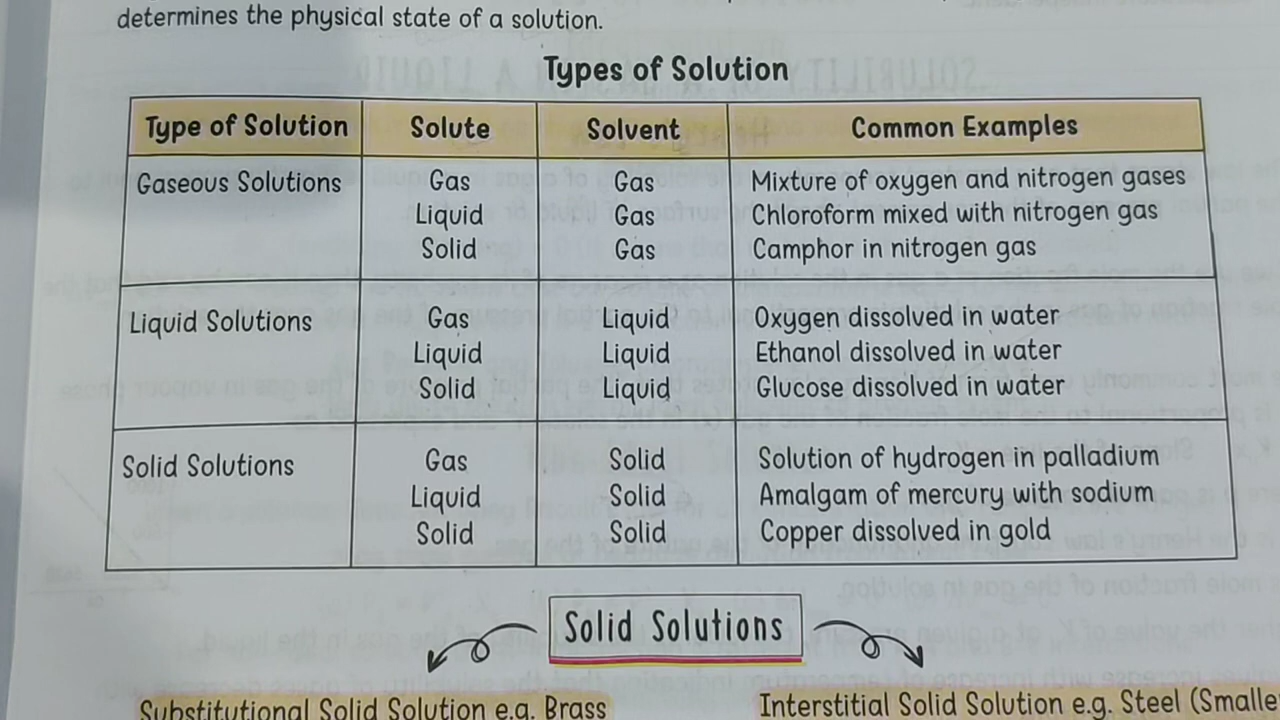 determines the physical state of a solution.
Types of Solution
Type of Solution Solute Solvent Common Examples
Gaseous Solutions Gas Gas Mixture of oxygen and nitrogen gases
Liquid Gas Chloroform mixed with nitrogen gas
Solid Gas Camphor in nitrogen gas
Liquid Solutions Gas Liquid Oxygen dissolved in water
Liquid Liquid Ethanol dissolved in water
Solid Liquid Glucose dissolved in water
Solid Solutions Gas Solid Solution of hydrogen in palladium
Liquid Solid Amalgam of mercury with sodium
Solid Solid Copper dissolved in gold
Solid Solutions
Substitutional Solid Solution e.g. Brass Interstitial Solid Solution e.g. Steel (Smalle